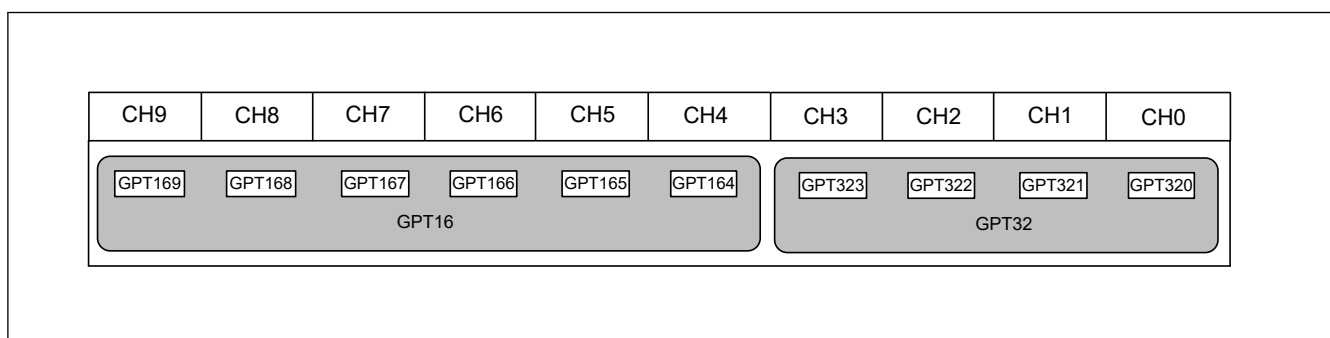 CH9 CH8 CH7 CH6 CH5 CH4 CH3 CH2 CH1 CH0
GPT169 GPT168 GPT167 GPT166 GPT165 GPT164 GPT323 GPT322 GPT321 GPT320
GPT16 GPT32